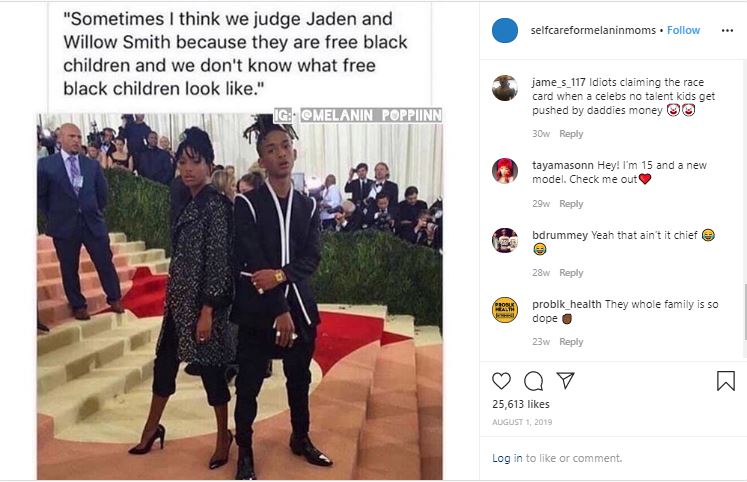 "Sometimes I think we judge Jaden and
Willow Smith because they are free black
children and we don't know what free
black children look like."
IG: @MELANIN_POPPIINN
selfcareformelaninmoms • Follow
jame_s_117 Idiots claiming the race
card when a celebs no talent kids get
pushed by daddies money 🤡🤡
30w Reply
tayamasonn Hey! I'm 15 and a new
model. Check me out❤
29w Reply
bdrummey Yeah that ain't it chief 😂
😂
28w Reply
PROBLK
HEALTH
problk_health They whole family is so
dope ✊🏿
23w Reply
25,613 likes
AUGUST 1, 2019
Log in to like or comment.